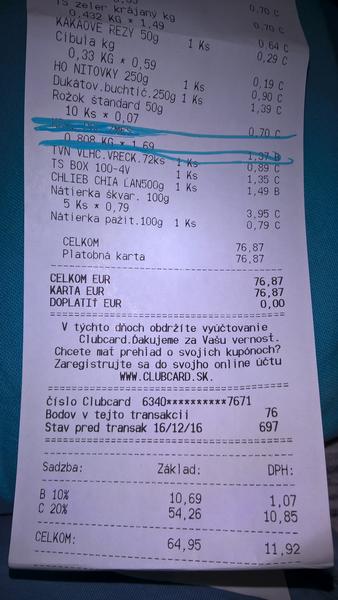 TS zeler krájaný kg
0.432 KG * 1,49 0,70 C
KAKAOVÉ REZY 50g 1 Ks 0,64 C
Cibuľa kg
0,33 KG * 0,59 0,29 C
HO NITOVKY 250g 0,19 C
Dukátov.buchtič.250g 1 Ks 0,90 C
Rožok štandard 50g 1,39 C
10 Ks * 0,07 0,70 C
0,808 KG * 1,69 1,37 B
TVN VLHC.VRECK.72ks 1 Ks 0,89 C
TS BOX 100-4V 1 Ks 1,35 C
CHLIEB CHIA ĽAN500g 1 Ks 1,49 B
Nátierka škvar. 100g
5 Ks * 0,79 3,95 C
Nátierka pažit.100g 1 Ks 0,79 C
CELKOM 76,87
Platobná karta 76,87
CELKOM EUR 76,87
KARTA EUR 76,87
DOPLATIŤ EUR 0,00
V týchto dňoch obdržíte vyúčtovanie
Clubcard.Ďakujeme za Vašu vernosť.
Chcete mať prehlad o svojich kupónoch?
Zaregistrujte sa do svojho online účtu
WWW.CLUBCARD.SK.
číslo Clubcard 6340**********7671
Bodov v tejto transakcii 76
Stav pred transak 16/12/16 697
Sadzba: Základ: DPH:
B 10% 10,69 1,07
C 20% 54,26 10,85
CELKOM: 64,95 11,92